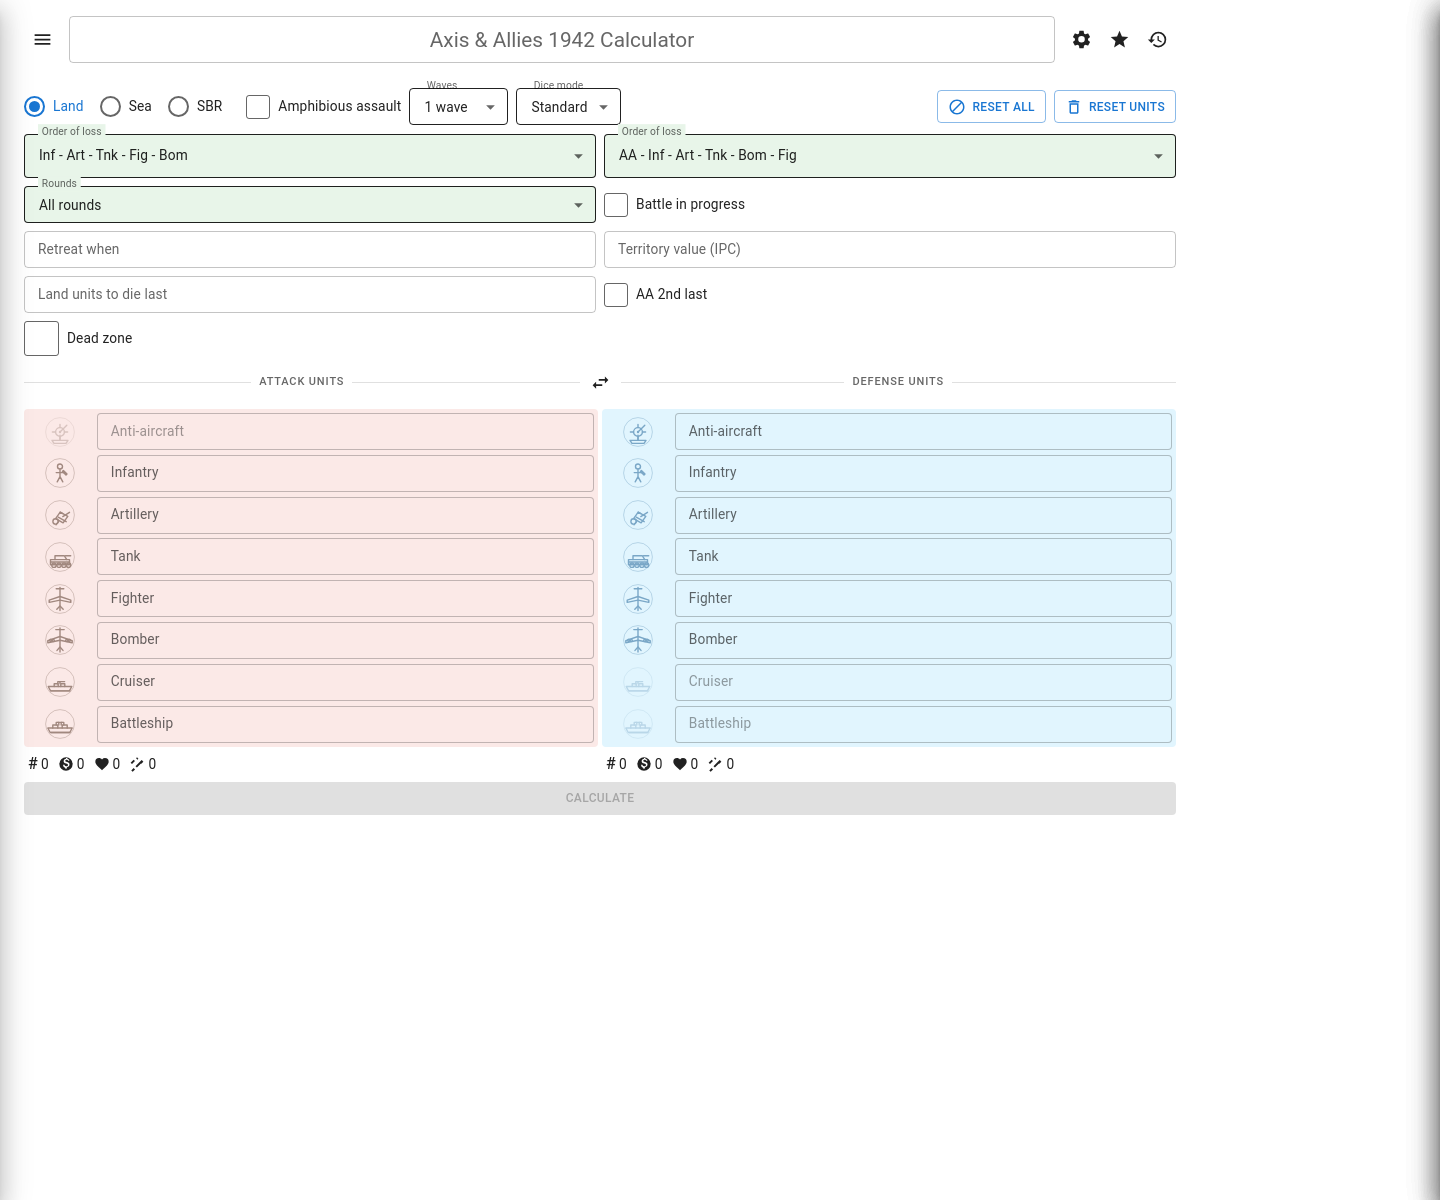 Axis & Allies 1942 Calculator
Land Sea SBR Amphibious assault Waves 1 wave Dice mode Standard RESET ALL RESET UNITS
Order of loss
Inf - Art - Tnk - Fig - Bom
Order of loss
AA - Inf - Art - Tnk - Bom - Fig
Rounds
All rounds
Battle in progress
Retreat when
Territory value (IPC)
Land units to die last
AA 2nd last
Dead zone
ATTACK UNITS
DEFENSE UNITS
Anti-aircraft
Infantry
Artillery
Tank
Fighter
Bomber
Cruiser
Battleship
# 0 0 0 0
Anti-aircraft
Infantry
Artillery
Tank
Fighter
Bomber
Cruiser
Battleship
# 0 0 0 0
CALCULATE